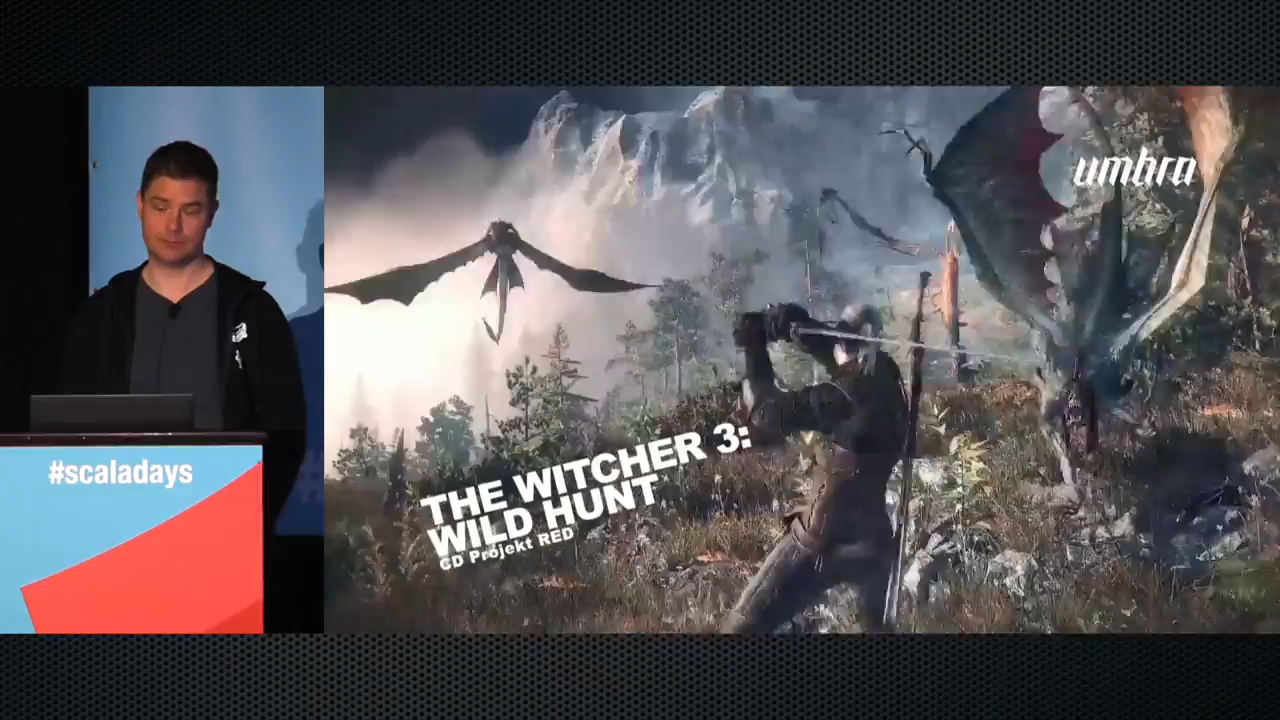 #scaladays
umbra
THE WITCHER 3:
WILD HUNT
CD Projekt RED